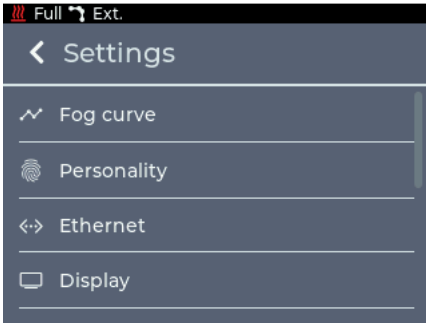 Full Ext.
Settings
Fog curve
Personality
Ethernet
Display